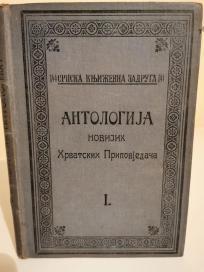 СРПСКА КЊИЖЕВНА ЗАДРУГА
АНТОЛОГИЈА
НОВИЈИХ
Хрватских Приповједача
I.